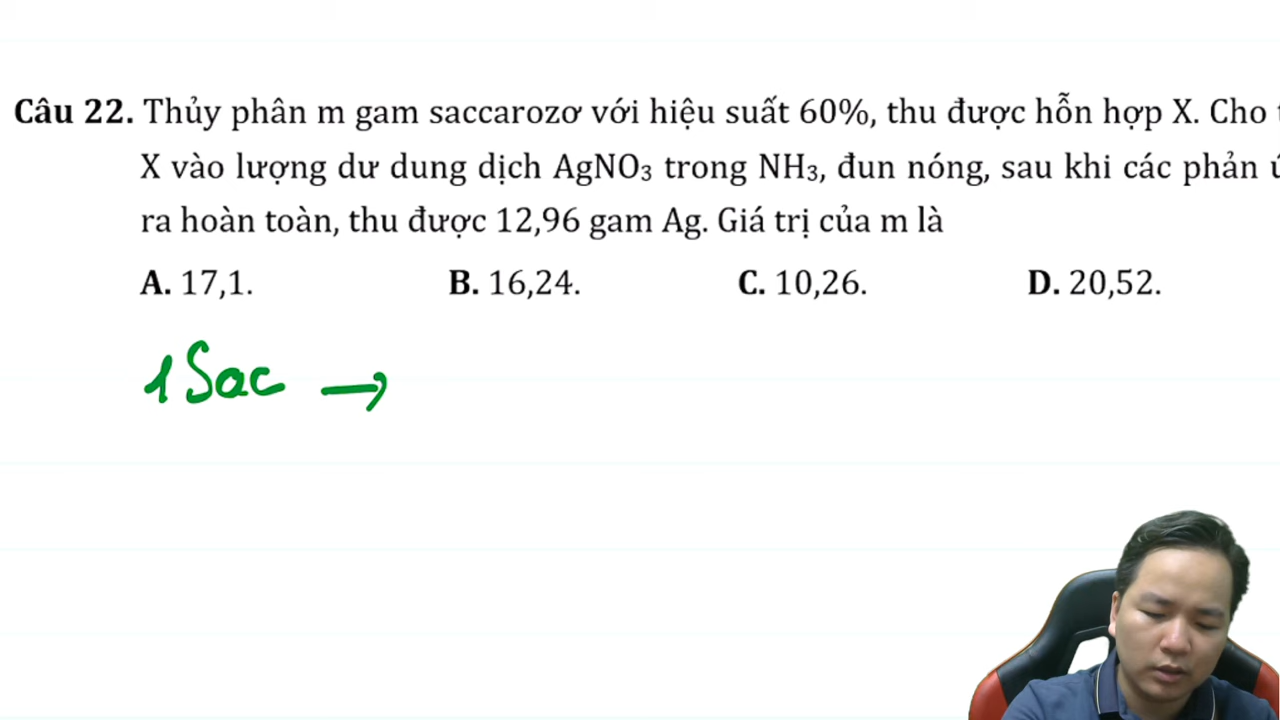 Câu 22. Thủy phân m gam saccarozơ với hiệu suất 60%, thu được hỗn hợp X. Cho
X vào lượng dư dung dịch AgNO₃ trong NH₃, đun nóng, sau khi các phản
ra hoàn toàn, thu được 12,96 gam Ag. Giá trị của m là
A. 17,1. B. 16,24. C. 10,26. D. 20,52.
1 Sac →